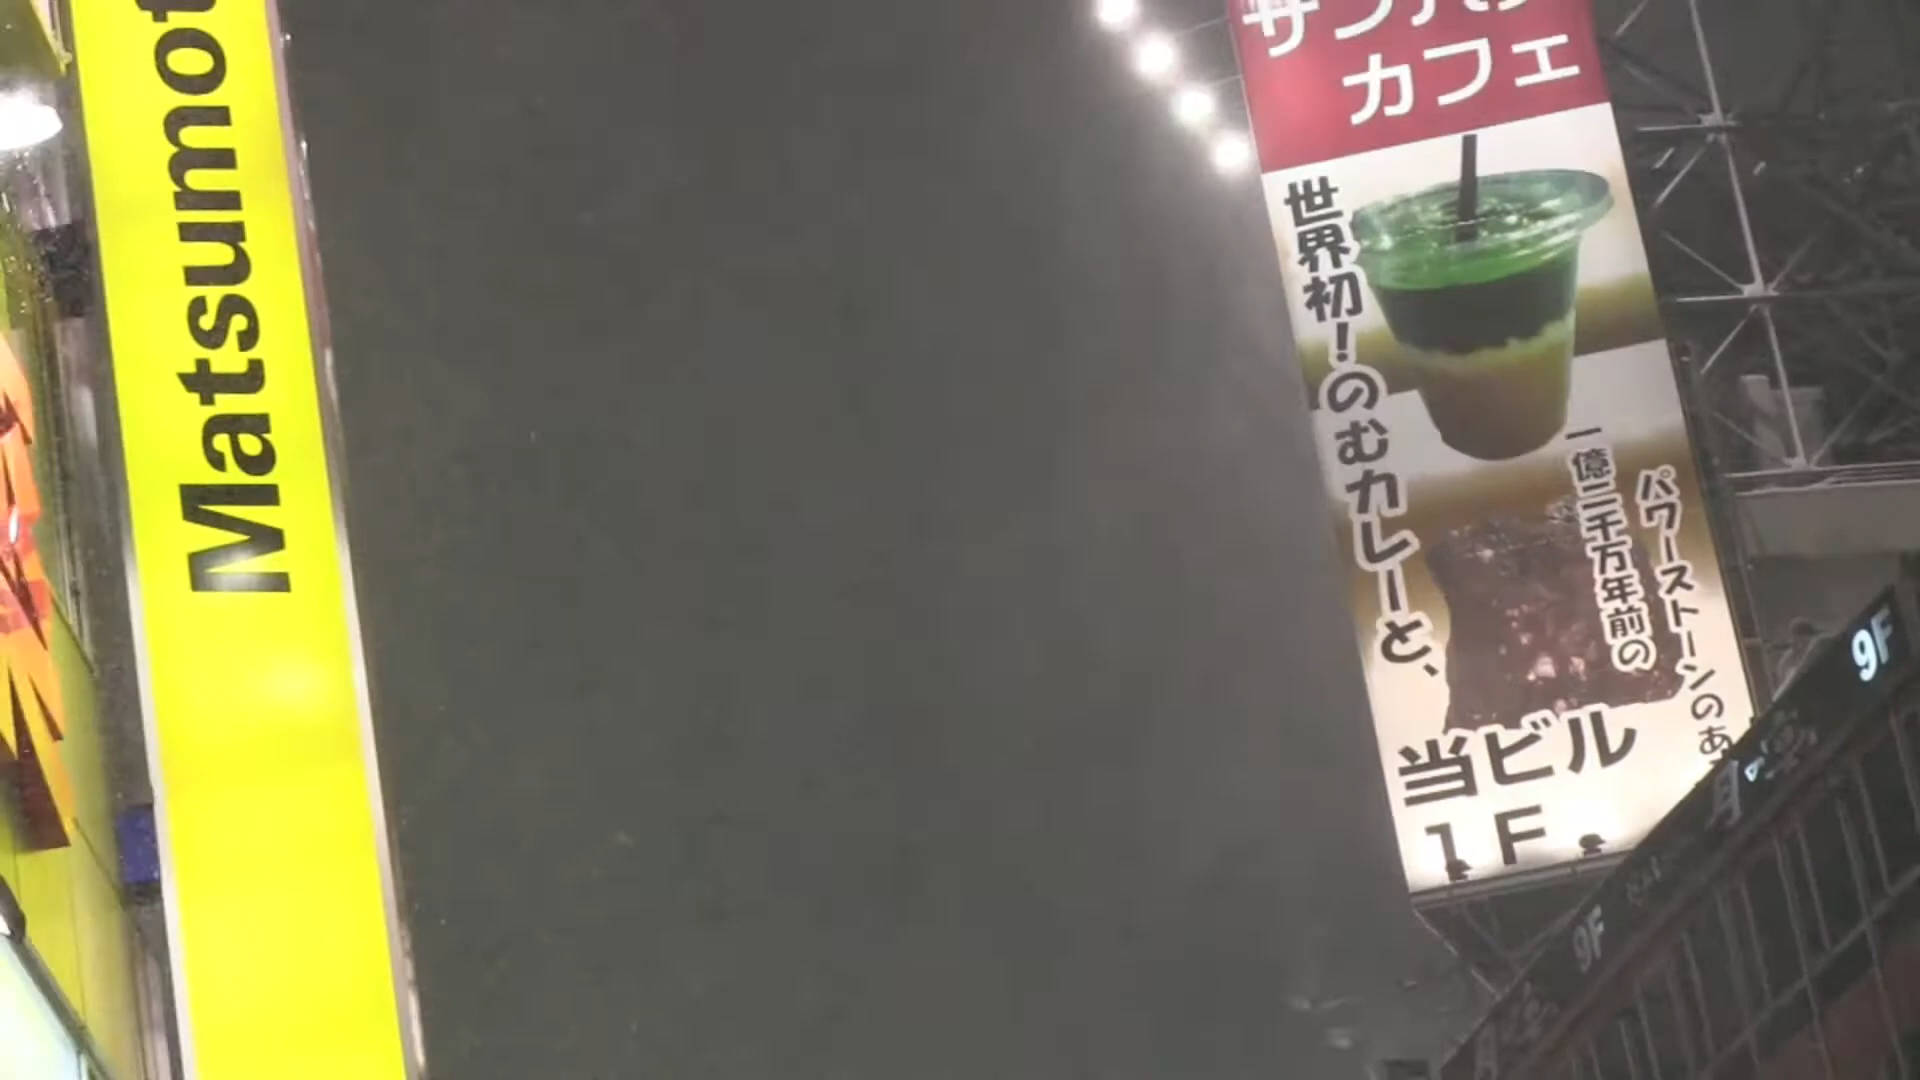 Matsumot
カフェ
世界初!のむカレーと、
パワーストーンのあ
一億二千万年前の
当ビル
1F
9F
9F